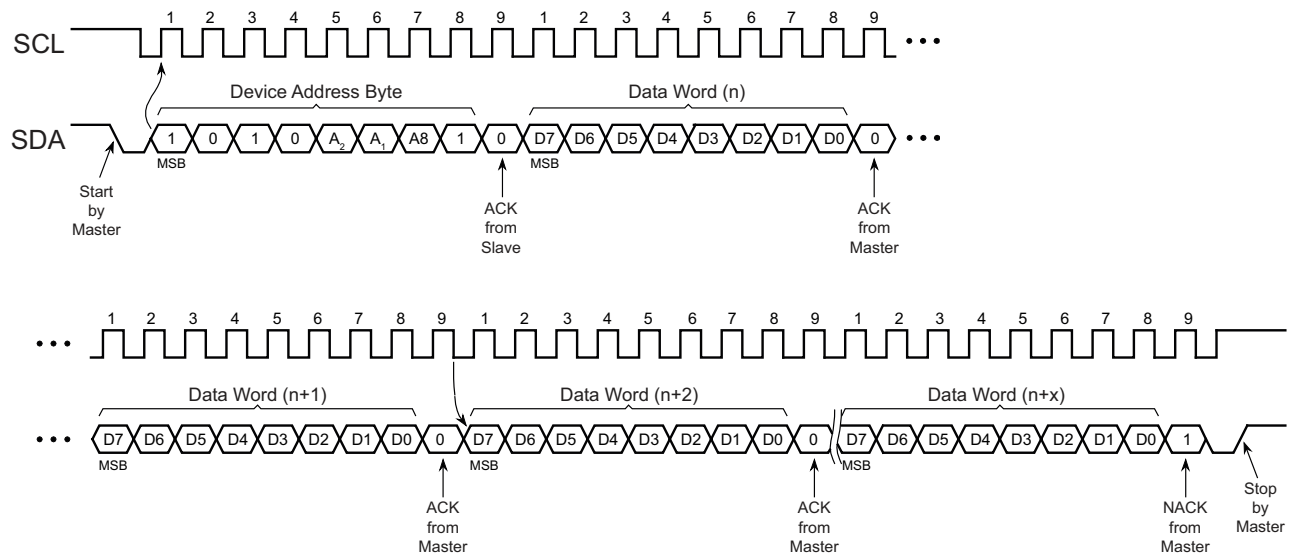 1 2 3 4 5 6 7 8 9 1 2 3 4 5 6 7 8 9
SCL
Device Address Byte Data Word (n)
SDA 1 0 1 0 A₂ A₁ A8 1 0 D7 D6 D5 D4 D3 D2 D1 D0 0
MSB MSB
Start
by
Master
ACK
from
Slave
ACK
from
Master
1 2 3 4 5 6 7 8 9 1 2 3 4 5 6 7 8 9 1 2 3 4 5 6 7 8 9
Data Word (n+1) Data Word (n+2) Data Word (n+x)
D7 D6 D5 D4 D3 D2 D1 D0 0 D7 D6 D5 D4 D3 D2 D1 D0 0 D7 D6 D5 D4 D3 D2 D1 D0 1
MSB MSB MSB
ACK
from
Master
ACK
from
Master
NACK
from
Master
Stop
by
Master